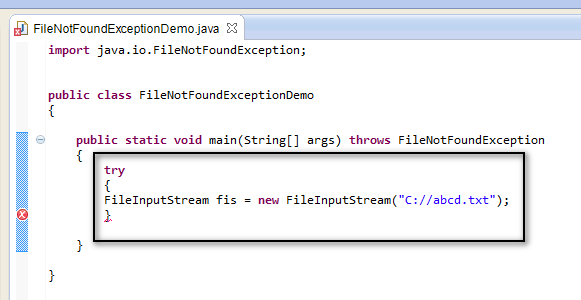 FileNotFoundExceptionDemo.java
import java.io.FileNotFoundException;
public class FileNotFoundExceptionDemo
{
public static void main(String[] args) throws FileNotFoundException
{
try
{
FileInputStream fis = new FileInputStream("C://abcd.txt");
}
}
}